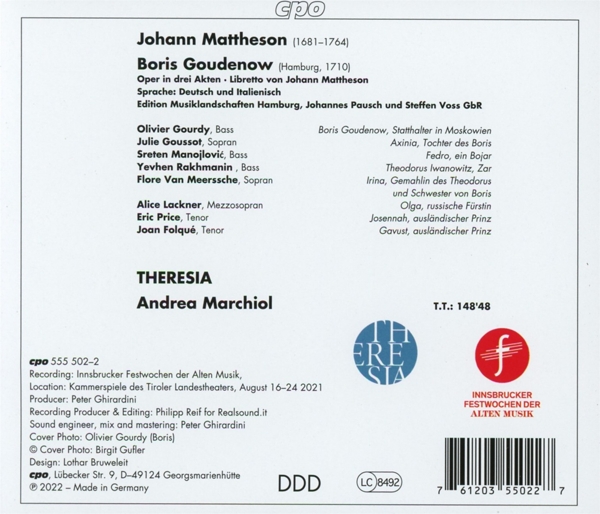 cpo
Johann Mattheson (1681–1764)
Boris Goudenow (Hamburg, 1710)
Oper in drei Akten · Libretto von Johann Mattheson
Sprache: Deutsch und Italienisch
Edition Musiklandschaften Hamburg, Johannes Pausch und Steffen Voss GbR
Olivier Gourdy, Bass Boris Goudenow, Statthalter in Moskowien
Julie Goussot, Sopran Axinia, Tochter des Boris
Sreten Manojlović, Bass Fedro, ein Bojar
Yevhen Rakhmanin , Bass Theodorus Iwanowitz, Zar
Flore Van Meerssche, Sopran Irina, Gemahlin des Theodorus
und Schwester von Boris
Alice Lackner, Mezzosopran Olga, russische Fürstin
Eric Price, Tenor Josennah, ausländischer Prinz
Joan Folqué, Tenor Gavust, ausländischer Prinz
THERESIA
Andrea Marchiol T.T.: 148'48
TH
ERE
SIA
f
INNSBRUCKER
FESTWOCHEN DER
ALTEN MUSIK
cpo 555 502–2
Recording: Innsbrucker Festwochen der Alten Musik,
Location: Kammerspiele des Tiroler Landestheaters, August 16–24 2021
Producer: Peter Ghirardini
Recording Producer & Editing: Philipp Reif for Realsound.it
Sound engineer, mix and mastering: Peter Ghirardini
Cover Photo: Olivier Gourdy (Boris)
© Cover Photo: Birgit Gufler
Design: Lothar Bruweleit
cpo, Lübecker Str. 9, D–49124 Georgsmarienhütte
℗ 2022 – Made in Germany
DDD
LC 8492
7 61203 55022 7